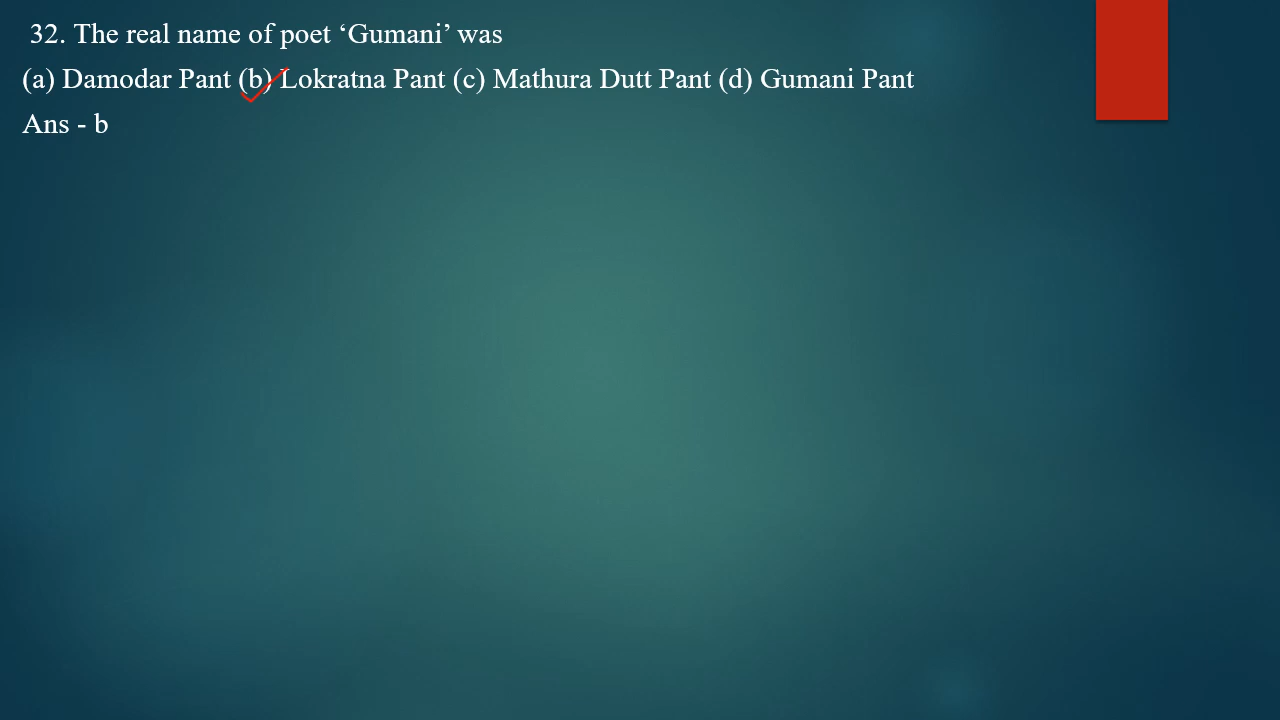 32. The real name of poet ‘Gumani’ was
(a) Damodar Pant (b) Lokratna Pant (c) Mathura Dutt Pant (d) Gumani Pant
Ans - b